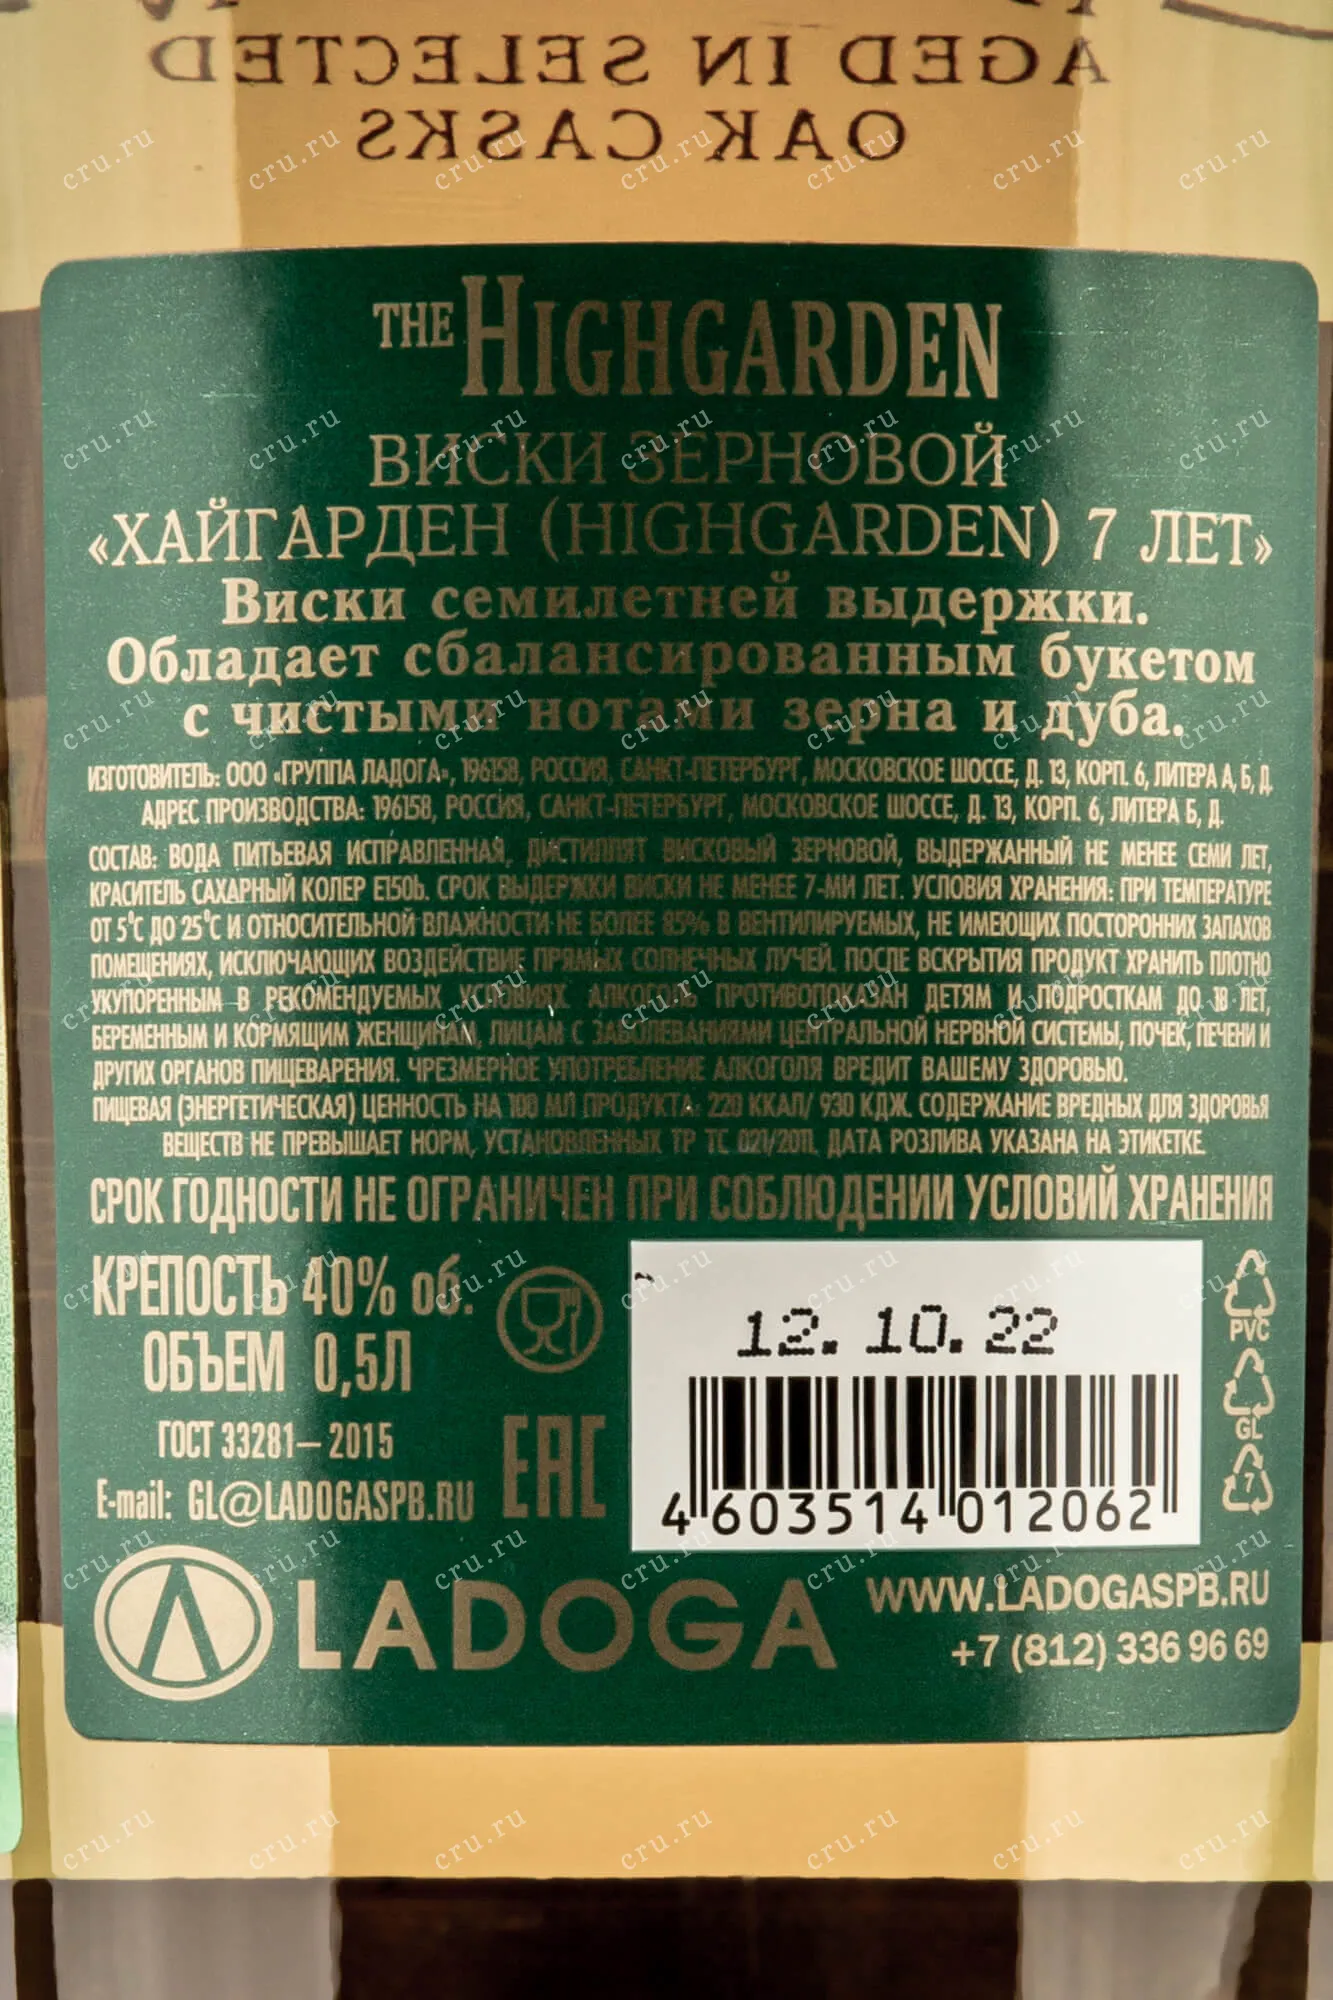 AGED IN SELECTED
OAK CASKS
THE HIGHGARDEN
ВИСКИ ЗЕРНОВОЙ
«ХАЙГАРДЕН (HIGHGARDEN) 7 ЛЕТ»
Виски семилетней выдержки.
Обладает сбалансированным букетом
с чистыми нотами зерна и дуба.
ИЗГОТОВИТЕЛЬ: ООО «ГРУППА ЛАДОГА», 196158, РОССИЯ, САНКТ-ПЕТЕРБУРГ, МОСКОВСКОЕ ШОССЕ, Д. 13, КОРП. 6, ЛИТЕРА А, Б, Д.
АДРЕС ПРОИЗВОДСТВА: 196158, РОССИЯ, САНКТ-ПЕТЕРБУРГ, МОСКОВСКОЕ ШОССЕ, Д. 13, КОРП. 6, ЛИТЕРА Б, Д.
СОСТАВ: ВОДА ПИТЬЕВАЯ ИСПРАВЛЕННАЯ, ДИСТИЛЛЯТ ВИСКОВЫЙ ЗЕРНОВОЙ, ВЫДЕРЖАННЫЙ НЕ МЕНЕЕ СЕМИ ЛЕТ,
КРАСИТЕЛЬ САХАРНЫЙ КОЛЕР Е150b. СРОК ВЫДЕРЖКИ ВИСКИ НЕ МЕНЕЕ 7-МИ ЛЕТ. УСЛОВИЯ ХРАНЕНИЯ: ПРИ ТЕМПЕРАТУРЕ
ОТ 5°С ДО 25°С И ОТНОСИТЕЛЬНОЙ ВЛАЖНОСТИ НЕ БОЛЕЕ 85% В ВЕНТИЛИРУЕМЫХ, НЕ ИМЕЮЩИХ ПОСТОРОННИХ ЗАПАХОВ
ПОМЕЩЕНИЯХ, ИСКЛЮЧАЮЩИХ ВОЗДЕЙСТВИЕ ПРЯМЫХ СОЛНЕЧНЫХ ЛУЧЕЙ. ПОСЛЕ ВСКРЫТИЯ ПРОДУКТ ХРАНИТЬ ПЛОТНО
УКУПОРЕННЫМ В РЕКОМЕНДУЕМЫХ УСЛОВИЯХ. АЛКОГОЛЬ ПРОТИВОПОКАЗАН ДЕТЯМ И ПОДРОСТКАМ ДО 18 ЛЕТ,
БЕРЕМЕННЫМ И КОРМЯЩИМ ЖЕНЩИНАМ, ЛИЦАМ С ЗАБОЛЕВАНИЯМИ ЦЕНТРАЛЬНОЙ НЕРВНОЙ СИСТЕМЫ, ПОЧЕК, ПЕЧЕНИ И
ДРУГИХ ОРГАНОВ ПИЩЕВАРЕНИЯ. ЧРЕЗМЕРНОЕ УПОТРЕБЛЕНИЕ АЛКОГОЛЯ ВРЕДИТ ВАШЕМУ ЗДОРОВЬЮ.
ПИЩЕВАЯ (ЭНЕРГЕТИЧЕСКАЯ) ЦЕННОСТЬ НА 100 МЛ ПРОДУКТА: 220 ККАЛ/ 930 КДЖ. СОДЕРЖАНИЕ ВРЕДНЫХ ДЛЯ ЗДОРОВЬЯ
ВЕЩЕСТВ НЕ ПРЕВЫШАЕТ НОРМ, УСТАНОВЛЕННЫХ ТР ТС 021/2011. ДАТА РОЗЛИВА УКАЗАНА НА ЭТИКЕТКЕ.
СРОК ГОДНОСТИ НЕ ОГРАНИЧЕН ПРИ СОБЛЮДЕНИИ УСЛОВИЙ ХРАНЕНИЯ
КРЕПОСТЬ 40% об.
ОБЪЕМ 0,5Л
ГОСТ 33281– 2015
E-mail: GL@LADOGASPB.RU
ЕАС
12.10.22
4 603514 012062
PVC
GL
7
LADOGA
WWW.LADOGASPB.RU
+7 (812) 336 96 69
cru.ru